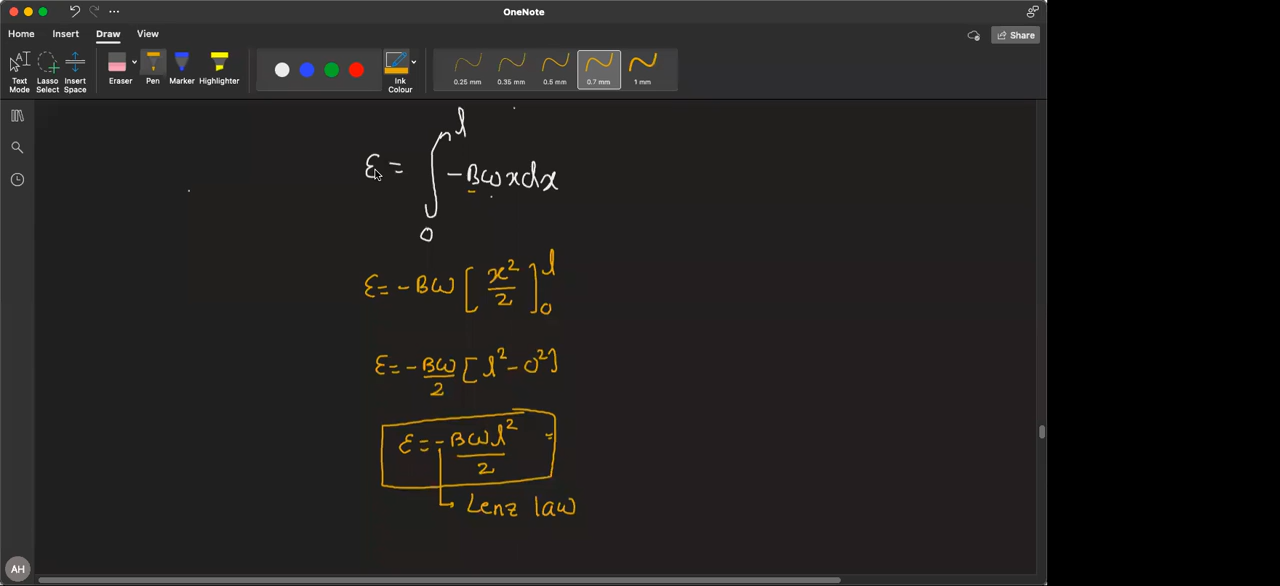 OneNote
Home Insert Draw View
Share
Text Mode
Lasso Select
Insert Space
Eraser
Pen
Marker
Highlighter
Ink Colour
0.25 mm
0.35 mm
0.5 mm
0.7 mm
1 mm
ε = ∫₀ˡ -Bωxdx
ε = -Bω [x²/2]₀ˡ
ε = -Bω/2 [l² - 0²]
ε = -Bωl²/2 =
↳ Lenz law
AH